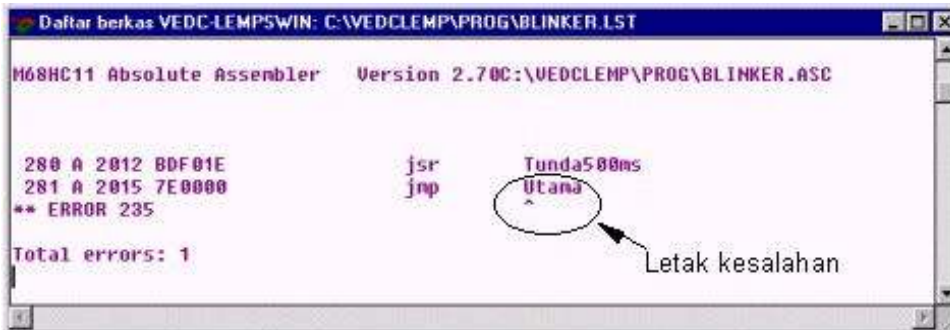 Daftar berkas VEDC-LEMPSWIN: C:\VEDCLEMP\PROG\BLINKER.LST
M68HC11 Absolute Assembler Version 2.70C:\VEDCLEMP\PROG\BLINKER.ASC
280 A 2012 BDF01E jsr Tunda500ms
281 A 2015 7E0000 jmp Utama
** ERROR 235 ^
Total errors: 1
Letak kesalahan